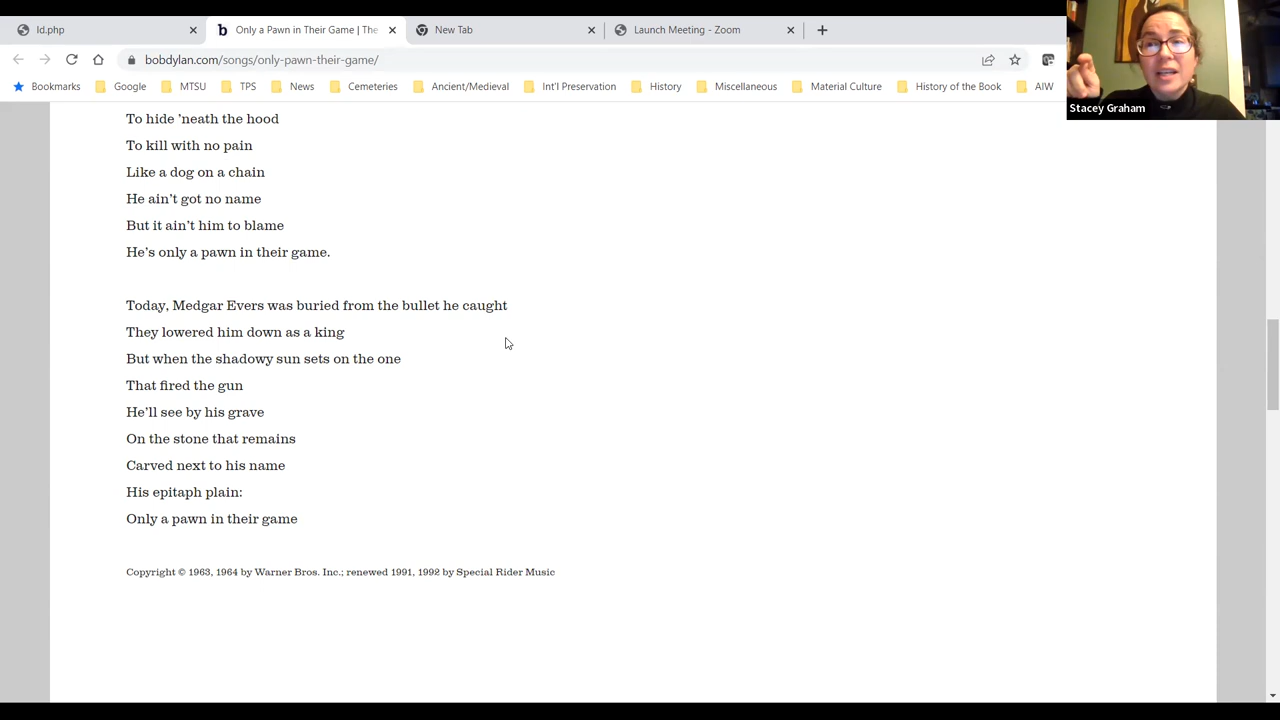 ld.php
Only a Pawn in Their Game | The
New Tab
Launch Meeting - Zoom
bobdylan.com/songs/only-pawn-their-game/
Bookmarks Google MTSU TPS News Cemeteries Ancient/Medieval Int'l Preservation History Miscellaneous Material Culture History of the Book AIW
Stacey Graham
To hide ’neath the hood
To kill with no pain
Like a dog on a chain
He ain’t got no name
But it ain’t him to blame
He’s only a pawn in their game.
Today, Medgar Evers was buried from the bullet he caught
They lowered him down as a king
But when the shadowy sun sets on the one
That fired the gun
He’ll see by his grave
On the stone that remains
Carved next to his name
His epitaph plain:
Only a pawn in their game
Copyright © 1963, 1964 by Warner Bros. Inc.; renewed 1991, 1992 by Special Rider Music